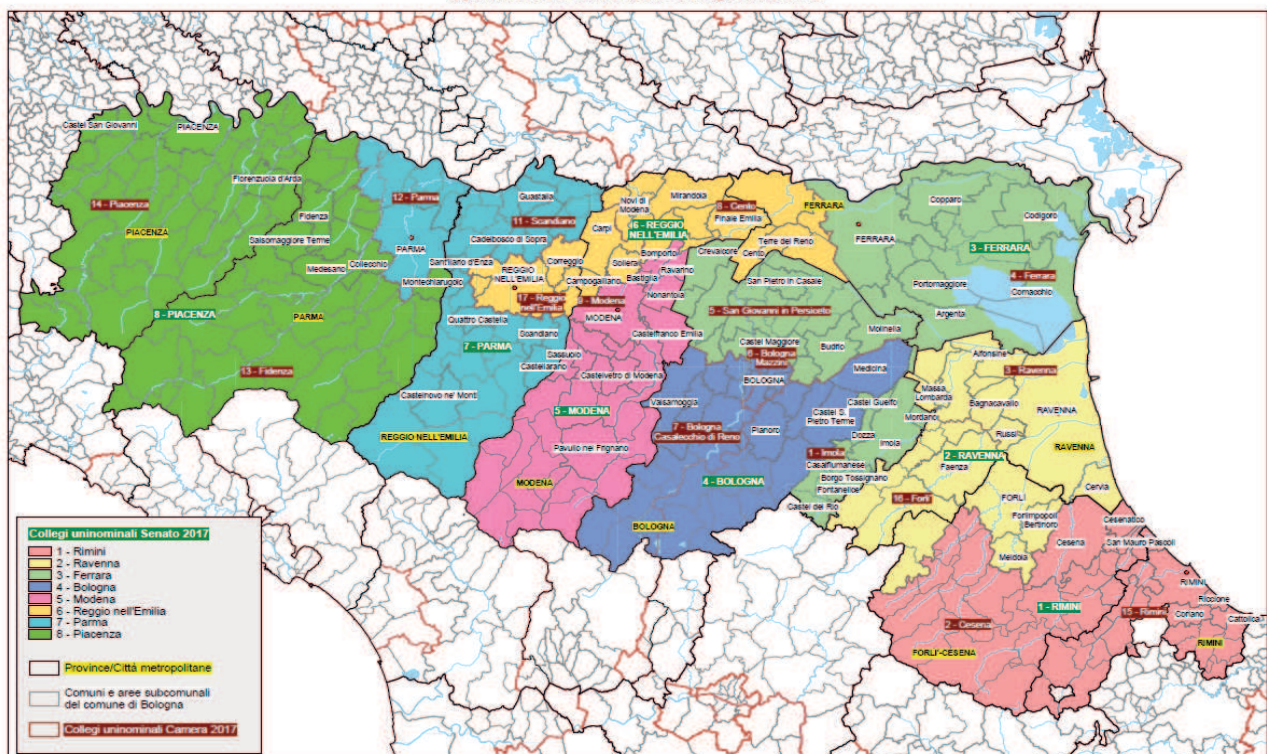 Castel San Giovanni
PIACENZA
Fiorenzuola d'Arda
14 - Piacenza
PIACENZA
Fidenza
Salsomaggiore Terme
Medesano
Collecchio
8 - PIACENZA
PARMA
13 - Fidenza
12 - Parma
PARMA
Montechiarugolo
Guastalla
11 - Scandiano
Cadelbosco di Sopra
Sant'Ilario d'Enza
REGGIO
NELL'EMILIA
Correggio
17 - Reggio
nell'Emilia
Quattro Castella
Scandiano
7 - PARMA
Castellarano
Castelnovo ne' Monti
REGGIO NELL'EMILIA
Novi di
Modena
Mirandola
8 - Cento
Carpi
Finale Emilia
16 - REGGIO
NELL'EMILIA
Soliera
Bomporto
Campogalliano
Bastiglia
Ravarino
Nonantola
9 - Modena
MODENA
Castelfranco Emilia
Sassuolo
Castelvetro di Modena
5 - MODENA
Pavullo nel Frignano
MODENA
FERRARA
Terre del Reno
Crevalcore
Cento
San Pietro in Casale
5 - San Giovanni in Persiceto
Castel Maggiore
Budrio
Molinella
6 - Bologna
Mazzini
BOLOGNA
Medicina
Valsamoggia
7 - Bologna
Casalecchio di Reno
Pianoro
Castel S.
Pietro Terme
Castel Guelfo
Mordano
Dozza
Imola
1 - Imola
Casalfiumanese
Borgo Tossignano
Fontanelice
Castel del Rio
4 - BOLOGNA
BOLOGNA
Copparo
Codigoro
FERRARA
3 - FERRARA
4 - Ferrara
Portomaggiore
Comacchio
Argenta
Alfonsine
3 - Ravenna
Massa
Lombarda
Bagnacavallo
RAVENNA
Russi
RAVENNA
2 - RAVENNA
Faenza
Cervia
16 - Forlì
FORLÌ
Forlimpopoli
Bertinoro
Meldola
Cesenatico
Cesena
San Mauro Pascoli
RIMINI
Riccione
1 - RIMINI
15 - Rimini
Coriano
Cattolica
2 - Cesena
FORLI'-CESENA
RIMINI
Collegi uninominali Senato 2017
1 - Rimini
2 - Ravenna
3 - Ferrara
4 - Bologna
5 - Modena
6 - Reggio nell'Emilia
7 - Parma
8 - Piacenza
Province/Città metropolitane
Comuni e aree subcomunali
del comune di Bologna
Collegi uninominali Camera 2017